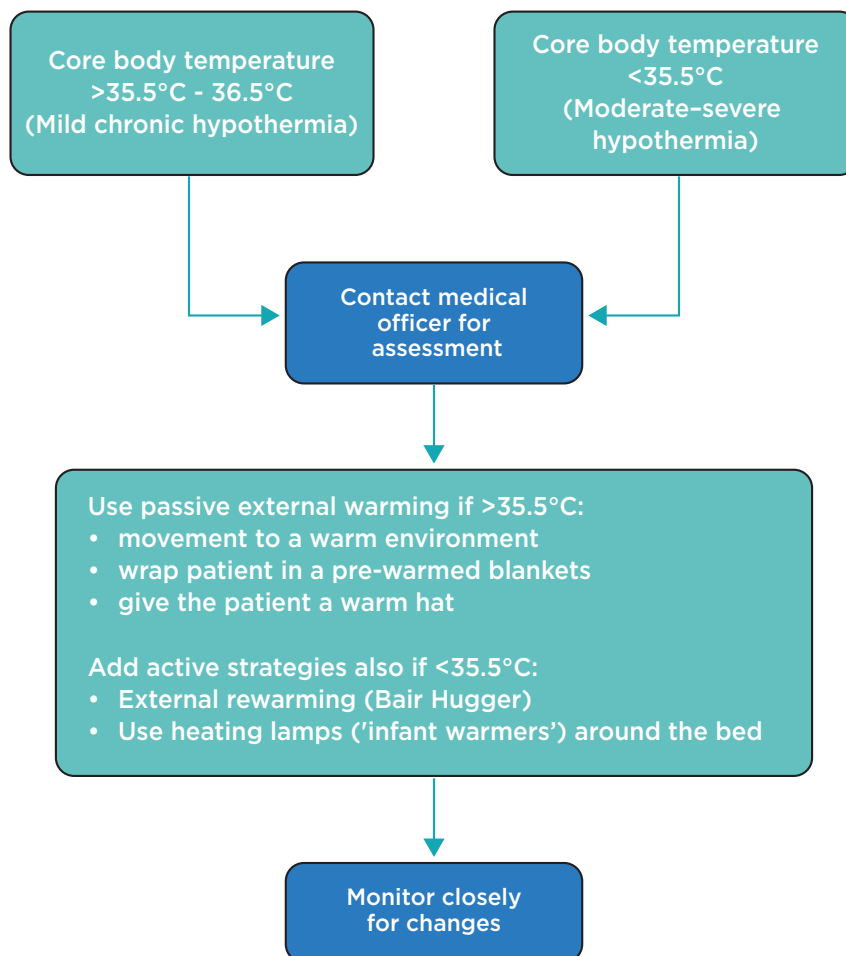 Core body temperature
>35.5°C - 36.5°C
(Mild chronic hypothermia)
Core body temperature
<35.5°C
(Moderate–severe
hypothermia)
Contact medical
officer for
assessment
Use passive external warming if >35.5°C:
• movement to a warm environment
• wrap patient in a pre-warmed blankets
• give the patient a warm hat
Add active strategies also if <35.5°C:
• External rewarming (Bair Hugger)
• Use heating lamps ('infant warmers’) around the bed
Monitor closely
for changes